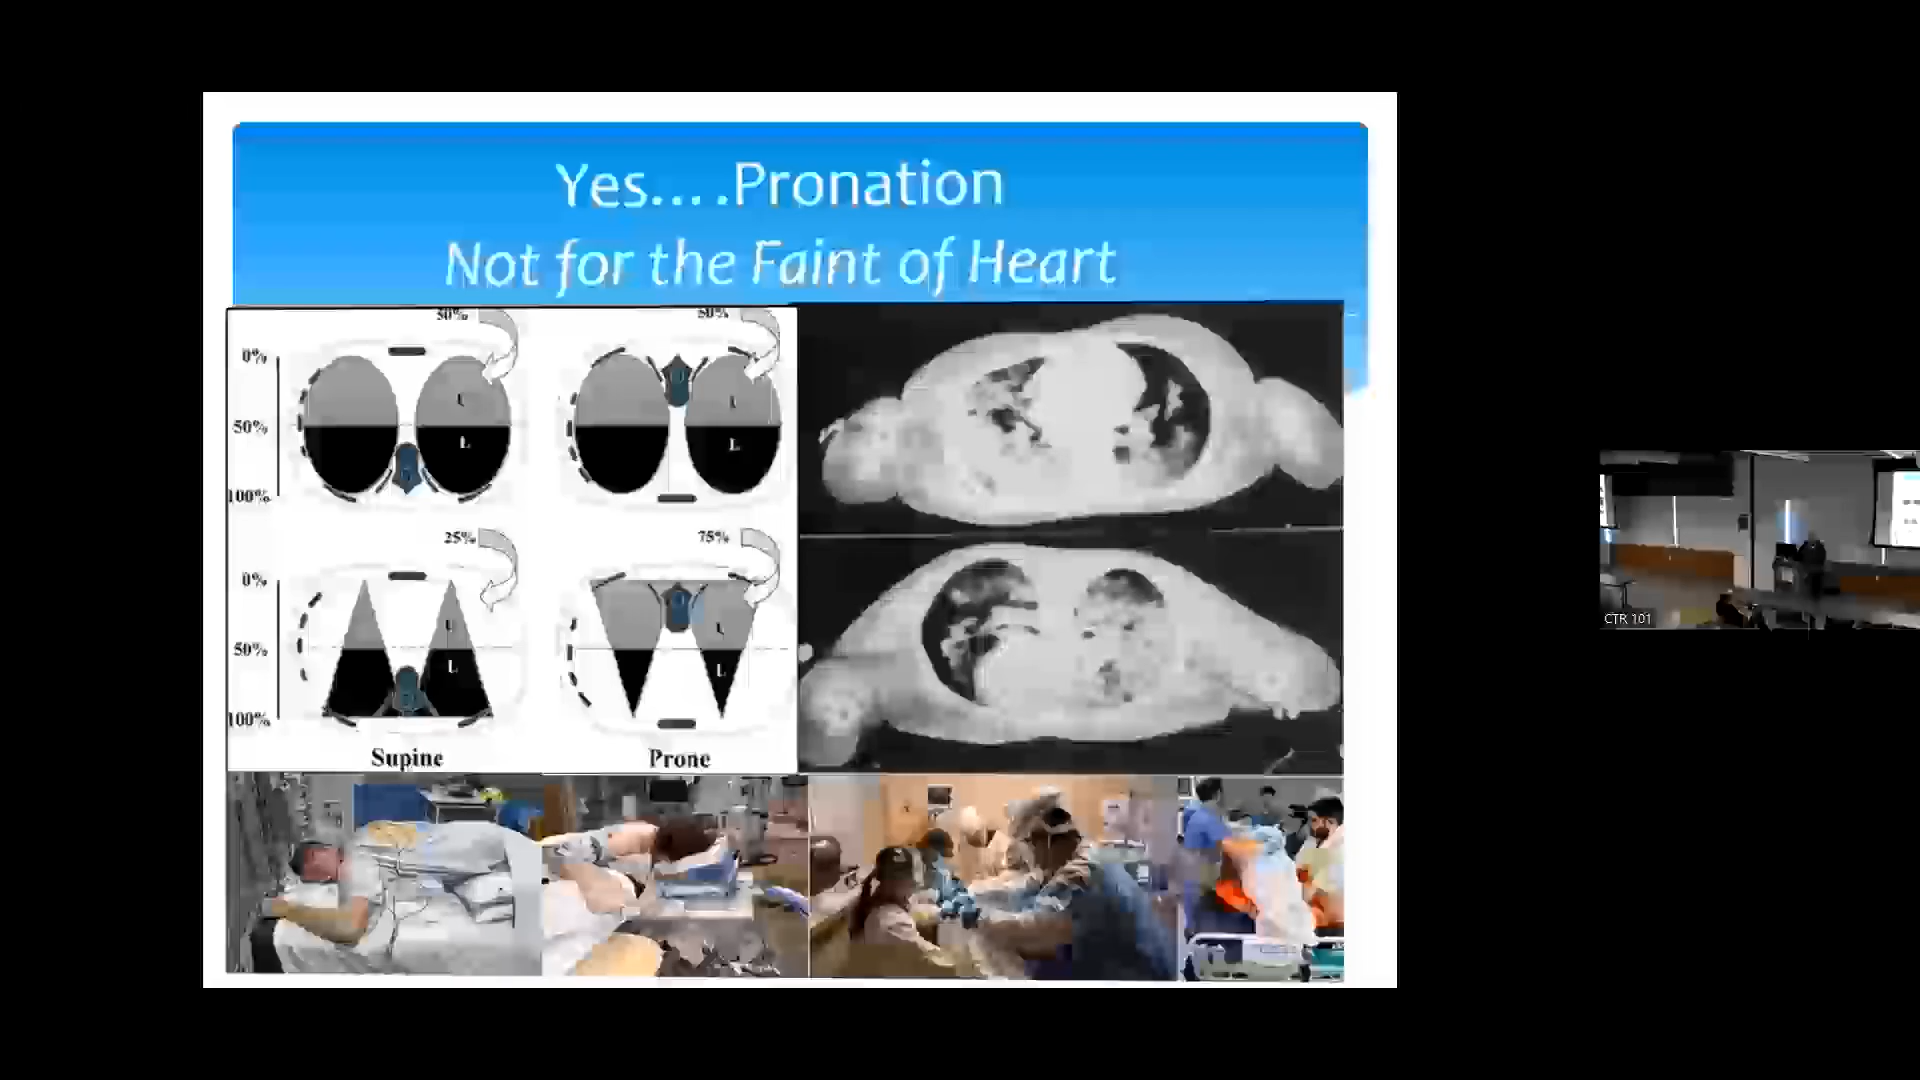 Yes....Pronation
Not for the Faint of Heart
50%
50%
0%
L
L
50%
L
L
100%
25%
75%
0%
L
L
50%
L
L
100%
Supine
Prone
CTR 101